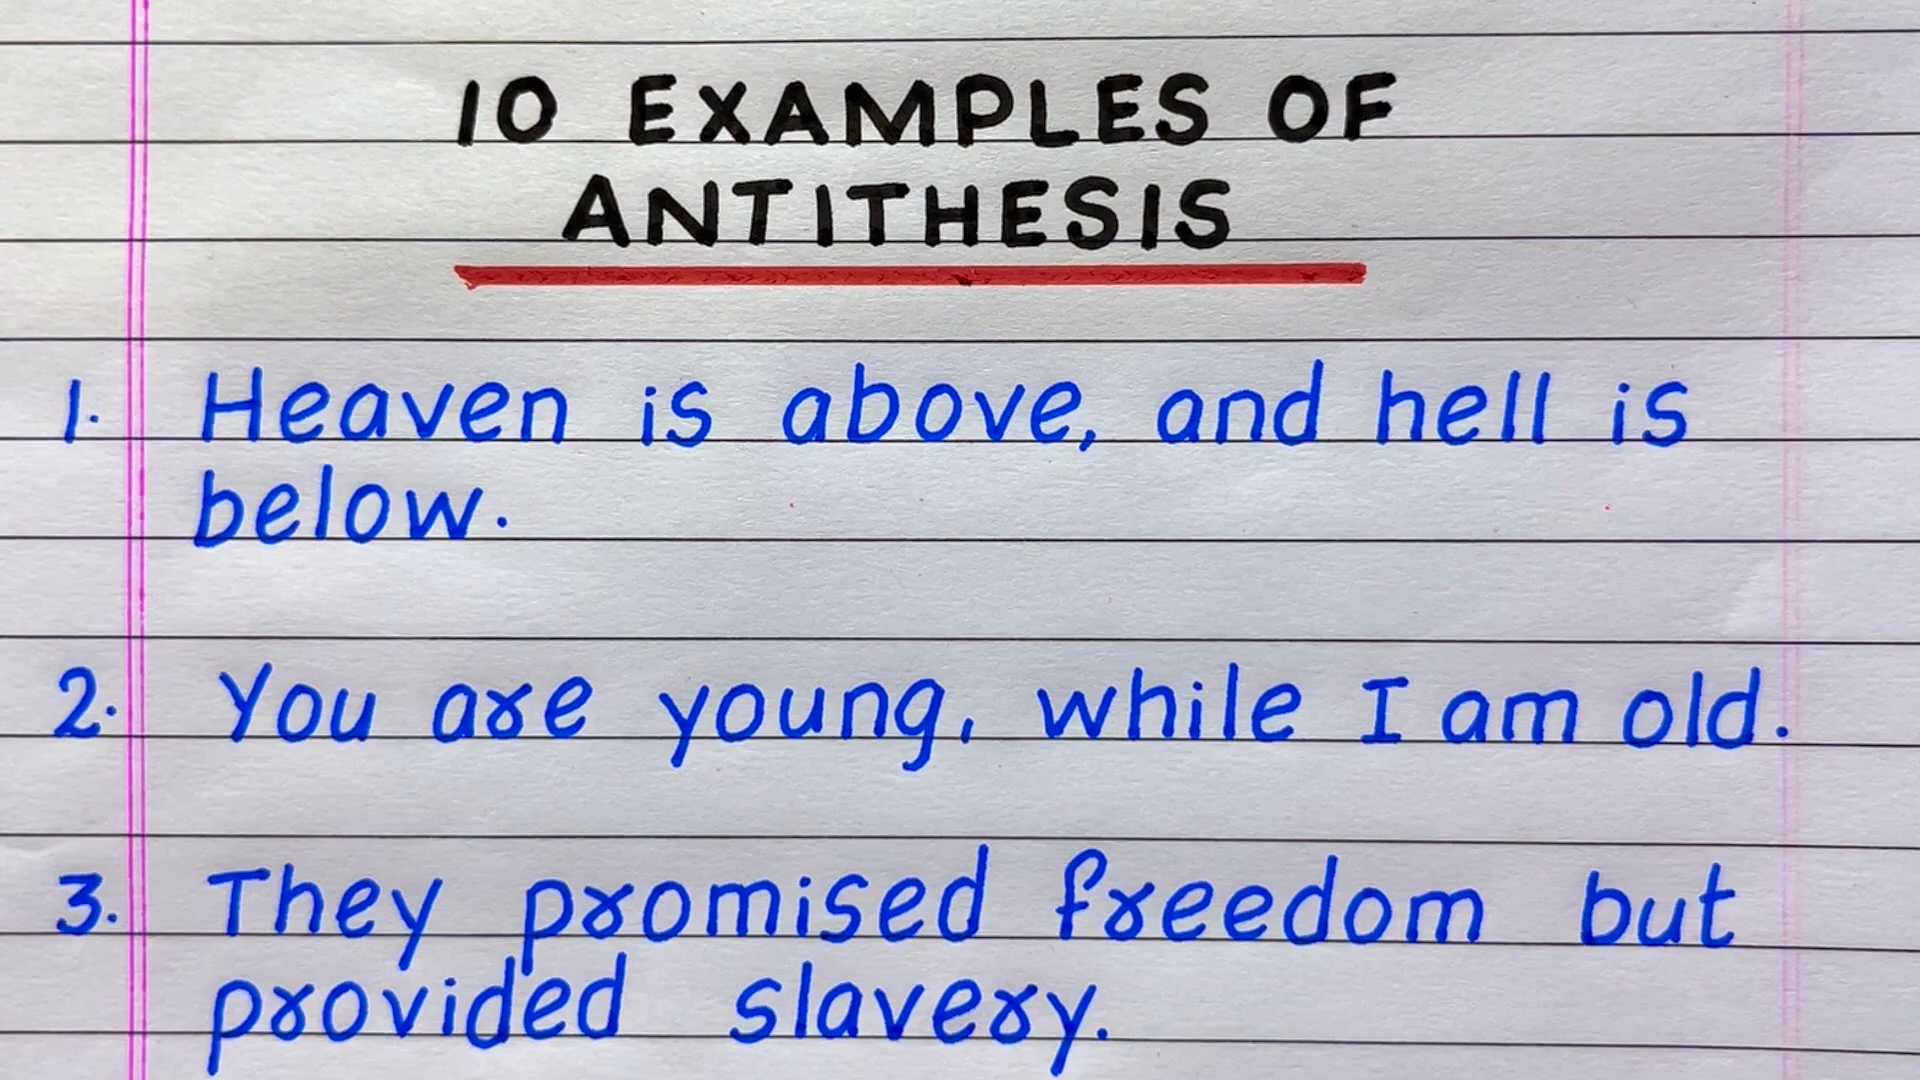 10 EXAMPLES OF
ANTITHESIS
1. Heaven is above, and hell is
below.
2. You are young, while I am old.
3. They promised freedom but
provided slavery.